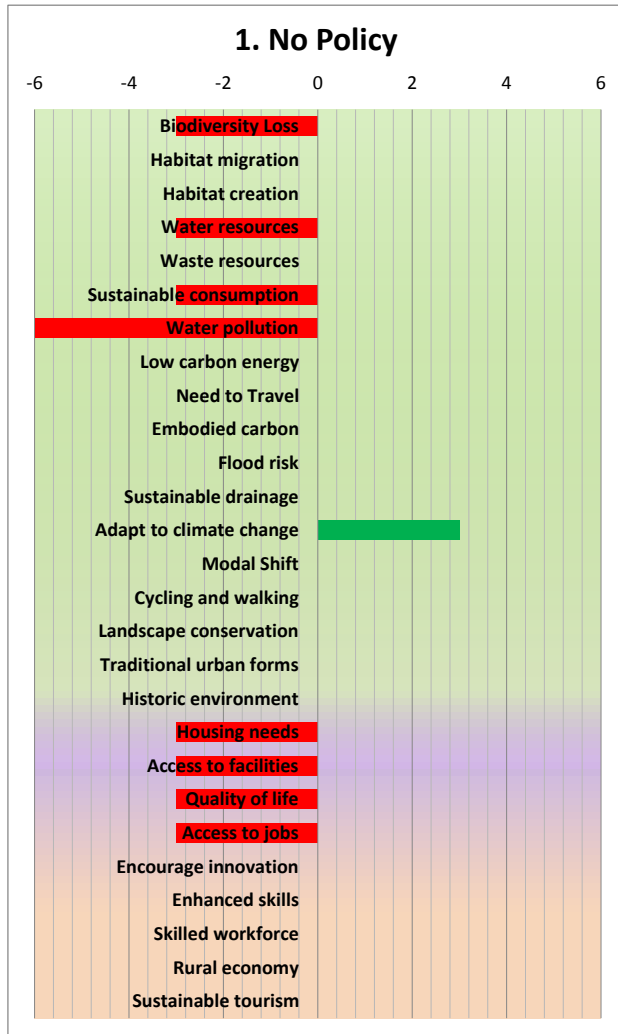 1. No Policy
-6 -4 -2 0 2 4 6
Biodiversity Loss
Habitat migration
Habitat creation
Water resources
Waste resources
Sustainable consumption
Water pollution
Low carbon energy
Need to Travel
Embodied carbon
Flood risk
Sustainable drainage
Adapt to climate change
Modal Shift
Cycling and walking
Landscape conservation
Traditional urban forms
Historic environment
Housing needs
Access to facilities
Quality of life
Access to jobs
Encourage innovation
Enhanced skills
Skilled workforce
Rural economy
Sustainable tourism